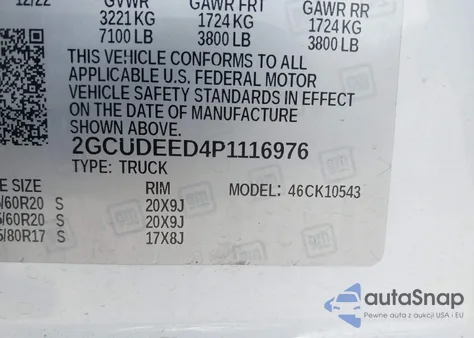 12/22 GVWR GAWR FRT GAWR RR
3221 KG 1724 KG 1724 KG
7100 LB 3800 LB 3800 LB
THIS VEHICLE CONFORMS TO ALL
APPLICABLE U.S. FEDERAL MOTOR
VEHICLE SAFETY STANDARDS IN EFFECT
ON THE DATE OF MANUFACTURE
SHOWN ABOVE.
2GCUDEED4P1116976
TYPE: TRUCK MODEL: 46CK10543
E SIZE RIM
/60R20 S 20X9J
/60R20 S 20X9J
/80R17 S 17X8J
autoSnap
Pewne auta z aukcji USA i EU